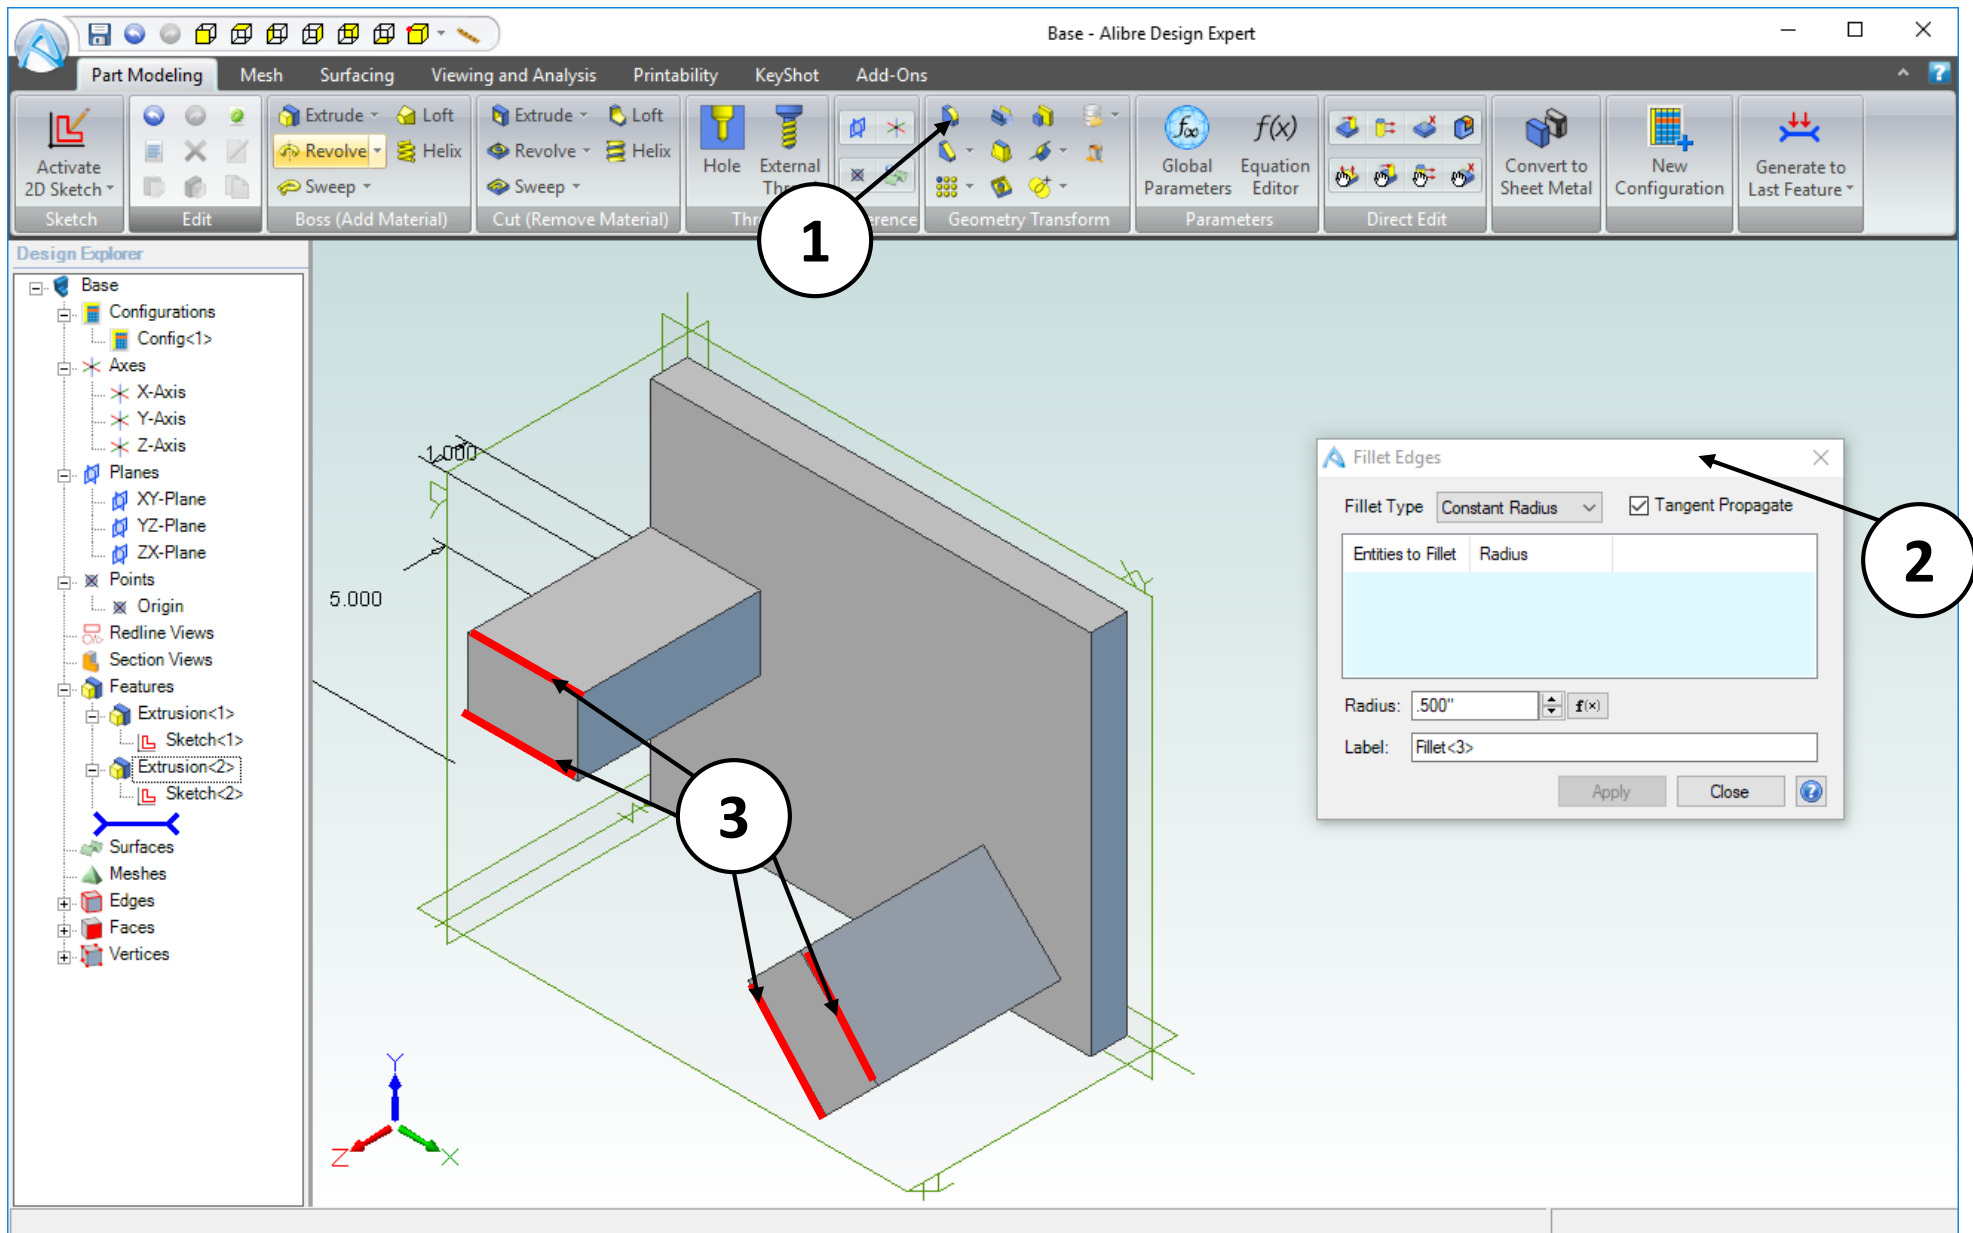 Base - Alibre Design Expert
Part Modeling Mesh Surfacing Viewing and Analysis Printability KeyShot Add-Ons
Activate
2D Sketch
Sketch
Edit
Extrude Loft
Revolve Helix
Sweep
Boss (Add Material)
Extrude Loft
Revolve Helix
Sweep
Cut (Remove Material)
Hole
External
Geometry Transform
f∞
Global
Parameters
f(x)
Equation
Editor
Parameters
Direct Edit
Convert to
Sheet Metal
New
Configuration
Generate to
Last Feature
Design Explorer
Base
Configurations
Config<1>
Axes
X-Axis
Y-Axis
Z-Axis
Planes
XY-Plane
YZ-Plane
ZX-Plane
Points
Origin
Redline Views
Section Views
Features
Extrusion<1>
Sketch<1>
Extrusion<2>
Sketch<2>
Surfaces
Meshes
Edges
Faces
Vertices
1
1.000
5.000
XY
3
Y
Z
X
2
Fillet Edges
Fillet Type Constant Radius Tangent Propagate
Entities to Fillet Radius
Radius: .500" f(x)
Label: Fillet<3>
Apply Close